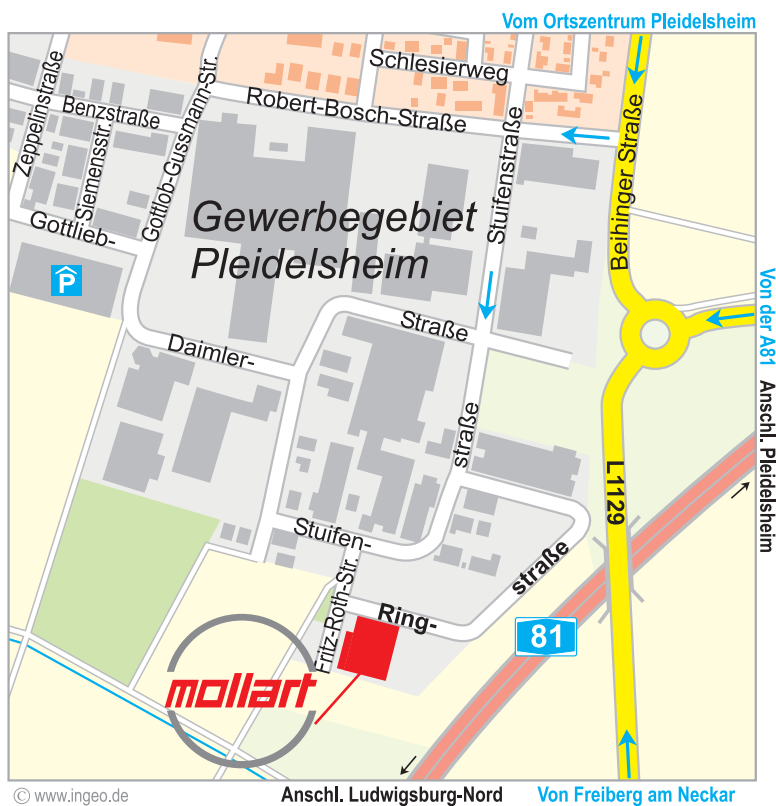 Vom Ortszentrum Pleidelsheim
Schlesierweg
Robert-Bosch-Straße
Benzstraße
Zeppelinstraße
Siemensstr.
Gottlob-Gussmann-Str.
Stuifenstraße
Beihinger Straße
Gewerbegebiet
Pleidelsheim
Gottlieb-
P
Daimler-
Straße
Von der A81
Anschl. Pleidelsheim
straße
L1129
Stuifen-
straße
Fritz-Roth-Str.
Ring-
81
mollart
© www.ingeo.de
Anschl. Ludwigsburg-Nord
Von Freiberg am Neckar